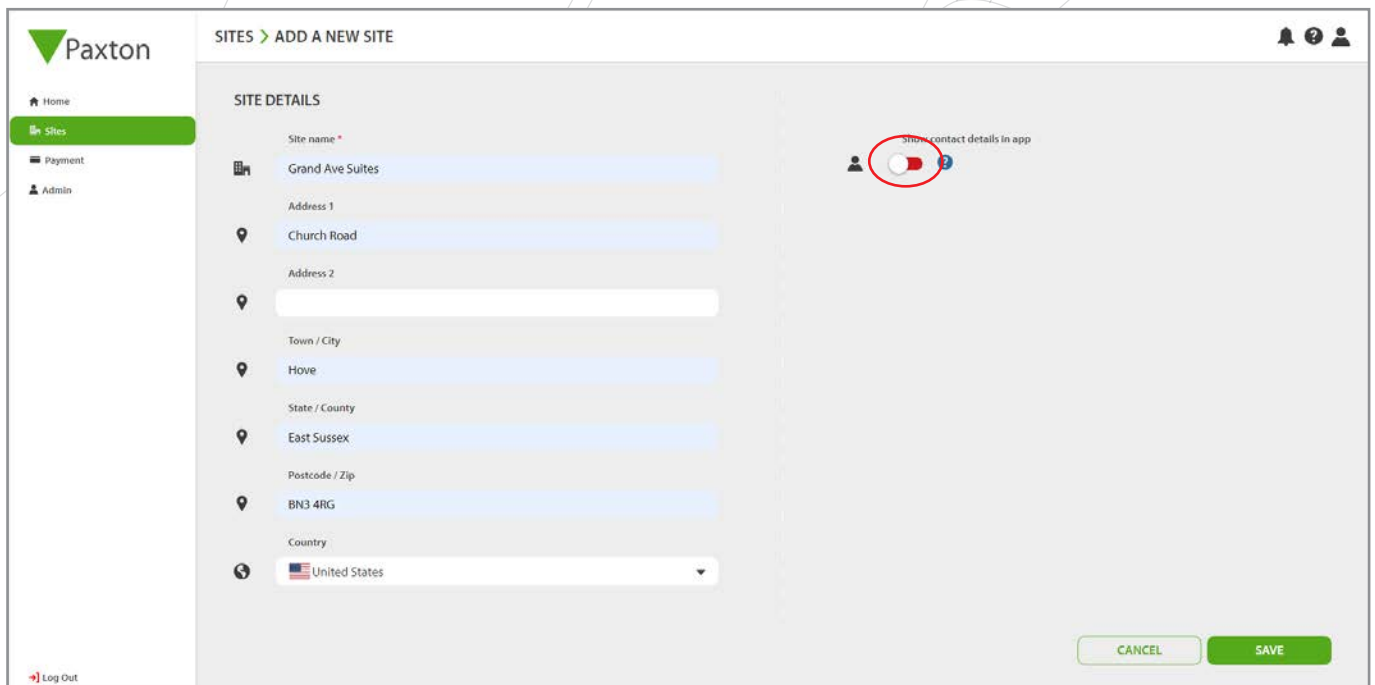 Paxton
SITES > ADD A NEW SITE
Home
Sites
Payment
Admin
SITE DETAILS
Site name *
Grand Ave Suites
Address 1
Church Road
Address 2
Town / City
Hove
State / County
East Sussex
Postcode / Zip
BN3 4RG
Country
United States
Show contact details in app
CANCEL
SAVE
Log Out